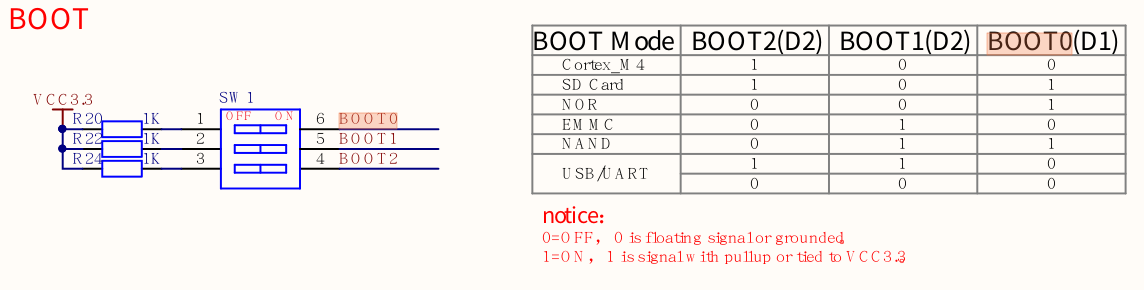 BOOT
VCC3.3
SW1
OFF ON
R20 1K 1 6 BOOT0
R22 1K 2 5 BOOT1
R24 1K 3 4 BOOT2
BOOT Mode BOOT2(D2) BOOT1(D2) BOOT0(D1)
Cortex_M4 1 0 0
SD Card 1 0 1
NOR 0 0 1
EMMC 0 1 0
NAND 0 1 1
USB/UART 1 1 0
0 0 0
notice：
0=OFF，0 is floating signal or grounded。
1=ON，1 is signal with pullup or tied to VCC3.3。